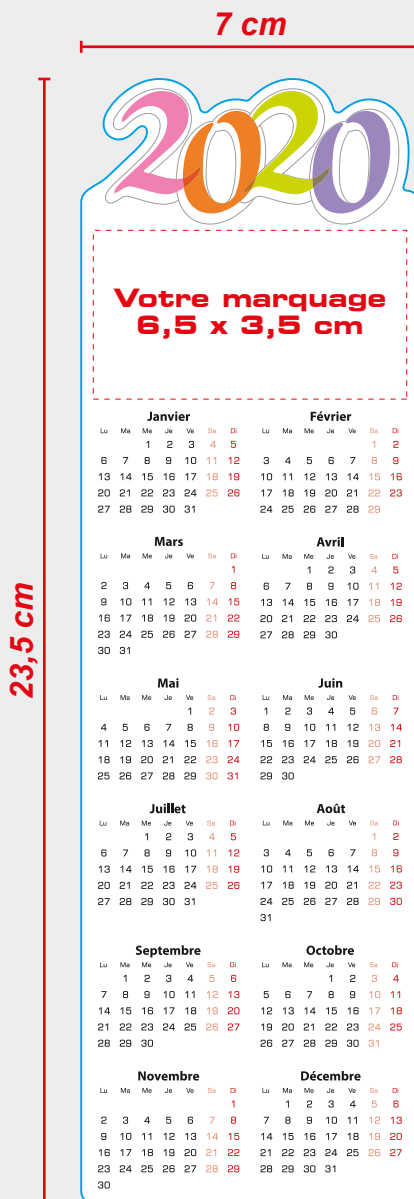 7 cm
2020
Votre marquage
6,5 x 3,5 cm
23,5 cm
Janvier
Lu Ma Me Je Ve Sa Di
1 2 3 4 5
6 7 8 9 10 11 12
13 14 15 16 17 18 19
20 21 22 23 24 25 26
27 28 29 30 31
Février
Lu Ma Me Je Ve Sa Di
1 2
3 4 5 6 7 8 9
10 11 12 13 14 15 16
17 18 19 20 21 22 23
24 25 26 27 28 29
Mars
Lu Ma Me Je Ve Sa Di
1
2 3 4 5 6 7 8
9 10 11 12 13 14 15
16 17 18 19 20 21 22
23 24 25 26 27 28 29
30 31
Avril
Lu Ma Me Je Ve Sa Di
1 2 3 4 5
6 7 8 9 10 11 12
13 14 15 16 17 18 19
20 21 22 23 24 25 26
27 28 29 30
Mai
Lu Ma Me Je Ve Sa Di
1 2 3
4 5 6 7 8 9 10
11 12 13 14 15 16 17
18 19 20 21 22 23 24
25 26 27 28 29 30 31
Juin
Lu Ma Me Je Ve Sa Di
1 2 3 4 5 6 7
8 9 10 11 12 13 14
15 16 17 18 19 20 21
22 23 24 25 26 27 28
29 30
Juillet
Lu Ma Me Je Ve Sa Di
1 2 3 4 5
6 7 8 9 10 11 12
13 14 15 16 17 18 19
20 21 22 23 24 25 26
27 28 29 30 31
Août
Lu Ma Me Je Ve Sa Di
1 2
3 4 5 6 7 8 9
10 11 12 13 14 15 16
17 18 19 20 21 22 23
24 25 26 27 28 29 30
31
Septembre
Lu Ma Me Je Ve Sa Di
1 2 3 4 5 6
7 8 9 10 11 12 13
14 15 16 17 18 19 20
21 22 23 24 25 26 27
28 29 30
Octobre
Lu Ma Me Je Ve Sa Di
1 2 3 4
5 6 7 8 9 10 11
12 13 14 15 16 17 18
19 20 21 22 23 24 25
26 27 28 29 30 31
Novembre
Lu Ma Me Je Ve Sa Di
1
2 3 4 5 6 7 8
9 10 11 12 13 14 15
16 17 18 19 20 21 22
23 24 25 26 27 28 29
30
Décembre
Lu Ma Me Je Ve Sa Di
1 2 3 4 5 6
7 8 9 10 11 12 13
14 15 16 17 18 19 20
21 22 23 24 25 26 27
28 29 30 31